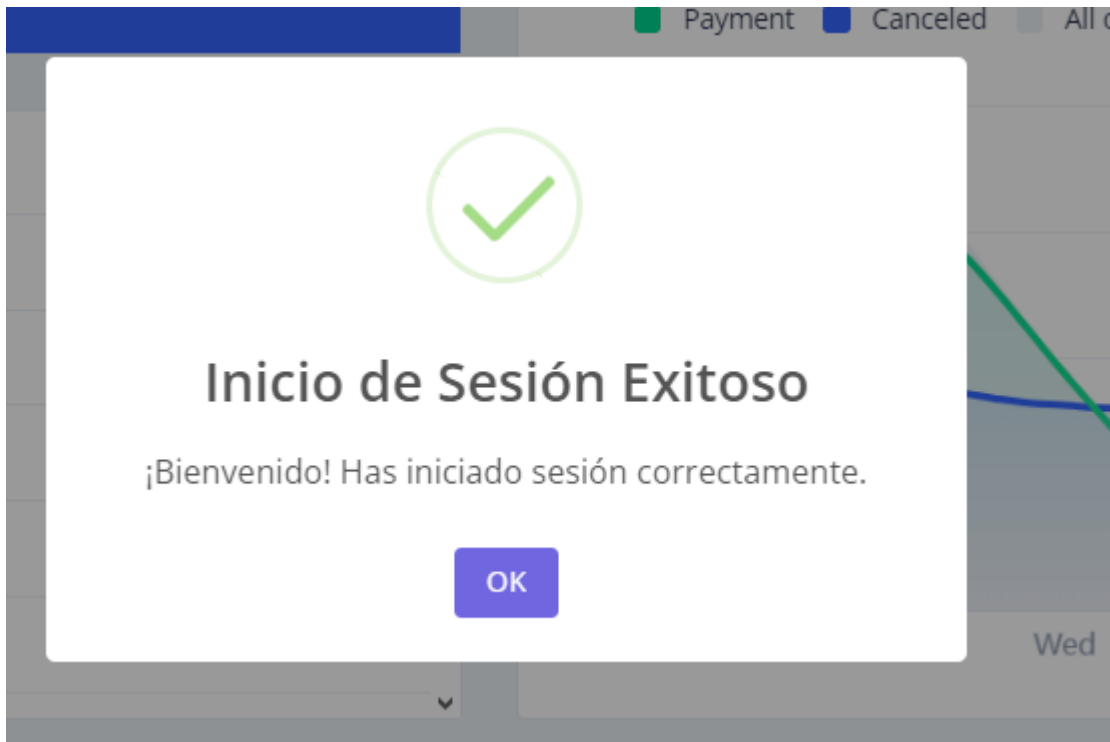 Payment Canceled All
Inicio de Sesión Exitoso
¡Bienvenido! Has iniciado sesión correctamente.
OK
Wed